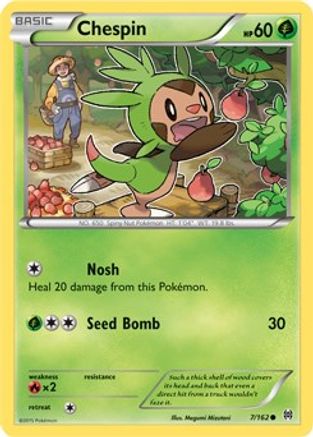 BASIC
Chespin
HP60
NO. 650 Spiny Nut Pokémon HT: 1'04" WT: 19.8 lbs.
Nosh
Heal 20 damage from this Pokémon.
Seed Bomb 30
weakness
resistance
×2
retreat
Such a thick shell of wood covers
its head and back that even a
direct hit from a truck wouldn't
faze it.
©2015 Pokémon
Illus. Megumi Mizutani
7/162